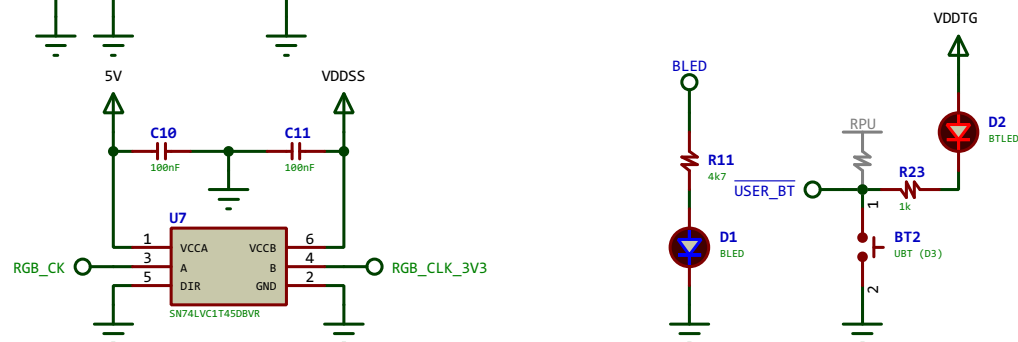 5V
VDDSS
C10
100nF
C11
100nF
U7
1
VCCA
VCCB
6
RGB_CK
3
A
B
4
RGB_CLK_3V3
5
DIR
GND
2
SN74LVC1T45DBVR
VDDTG
BLED
D2
BTLED
RPU
R11
4k7
USER_BT
R23
1k
1
D1
BLED
BT2
UBT (D3)
2